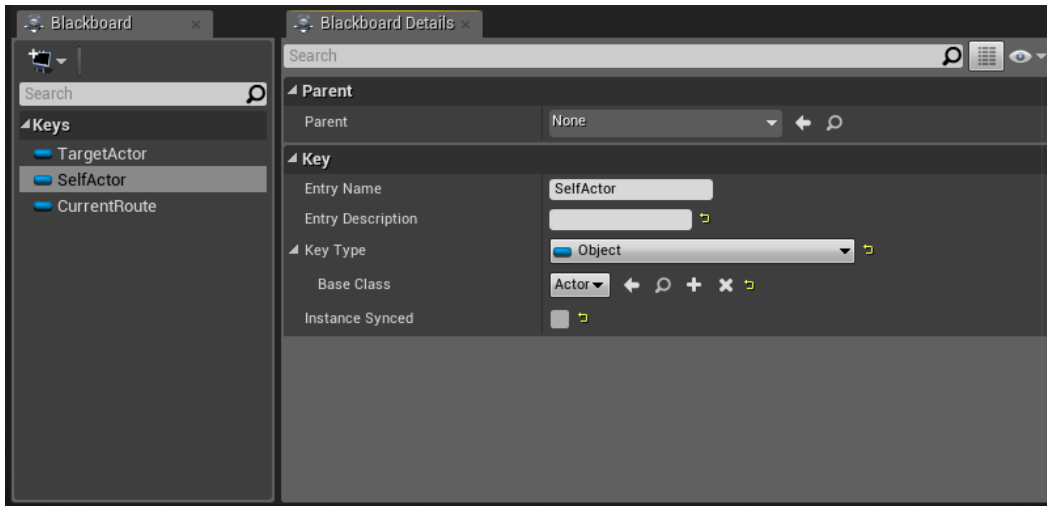 Blackboard
Search
Keys
TargetActor
SelfActor
CurrentRoute
Blackboard Details
Search
Parent
Parent None
Key
Entry Name SelfActor
Entry Description
Key Type Object
Base Class Actor
Instance Synced